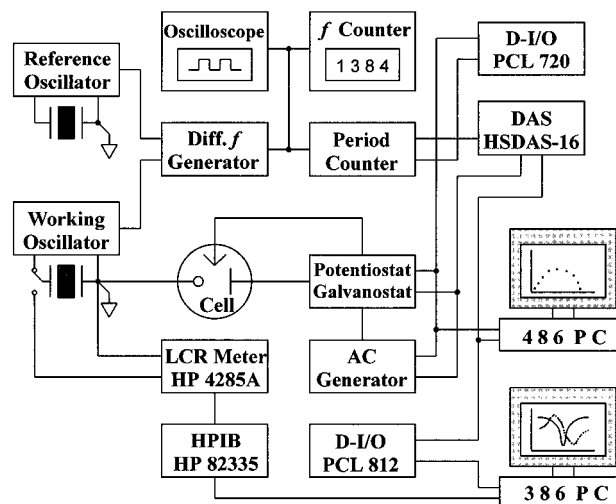 Reference
Oscillator
Oscilloscope
f Counter
1384
D-I/O
PCL 720
Diff. f
Generator
Period
Counter
DAS
HSDAS-16
Working
Oscillator
Cell
Potentiostat
Galvanostat
486 PC
LCR Meter
HP 4285A
AC
Generator
HPIB
HP 82335
D-I/O
PCL 812
386 PC